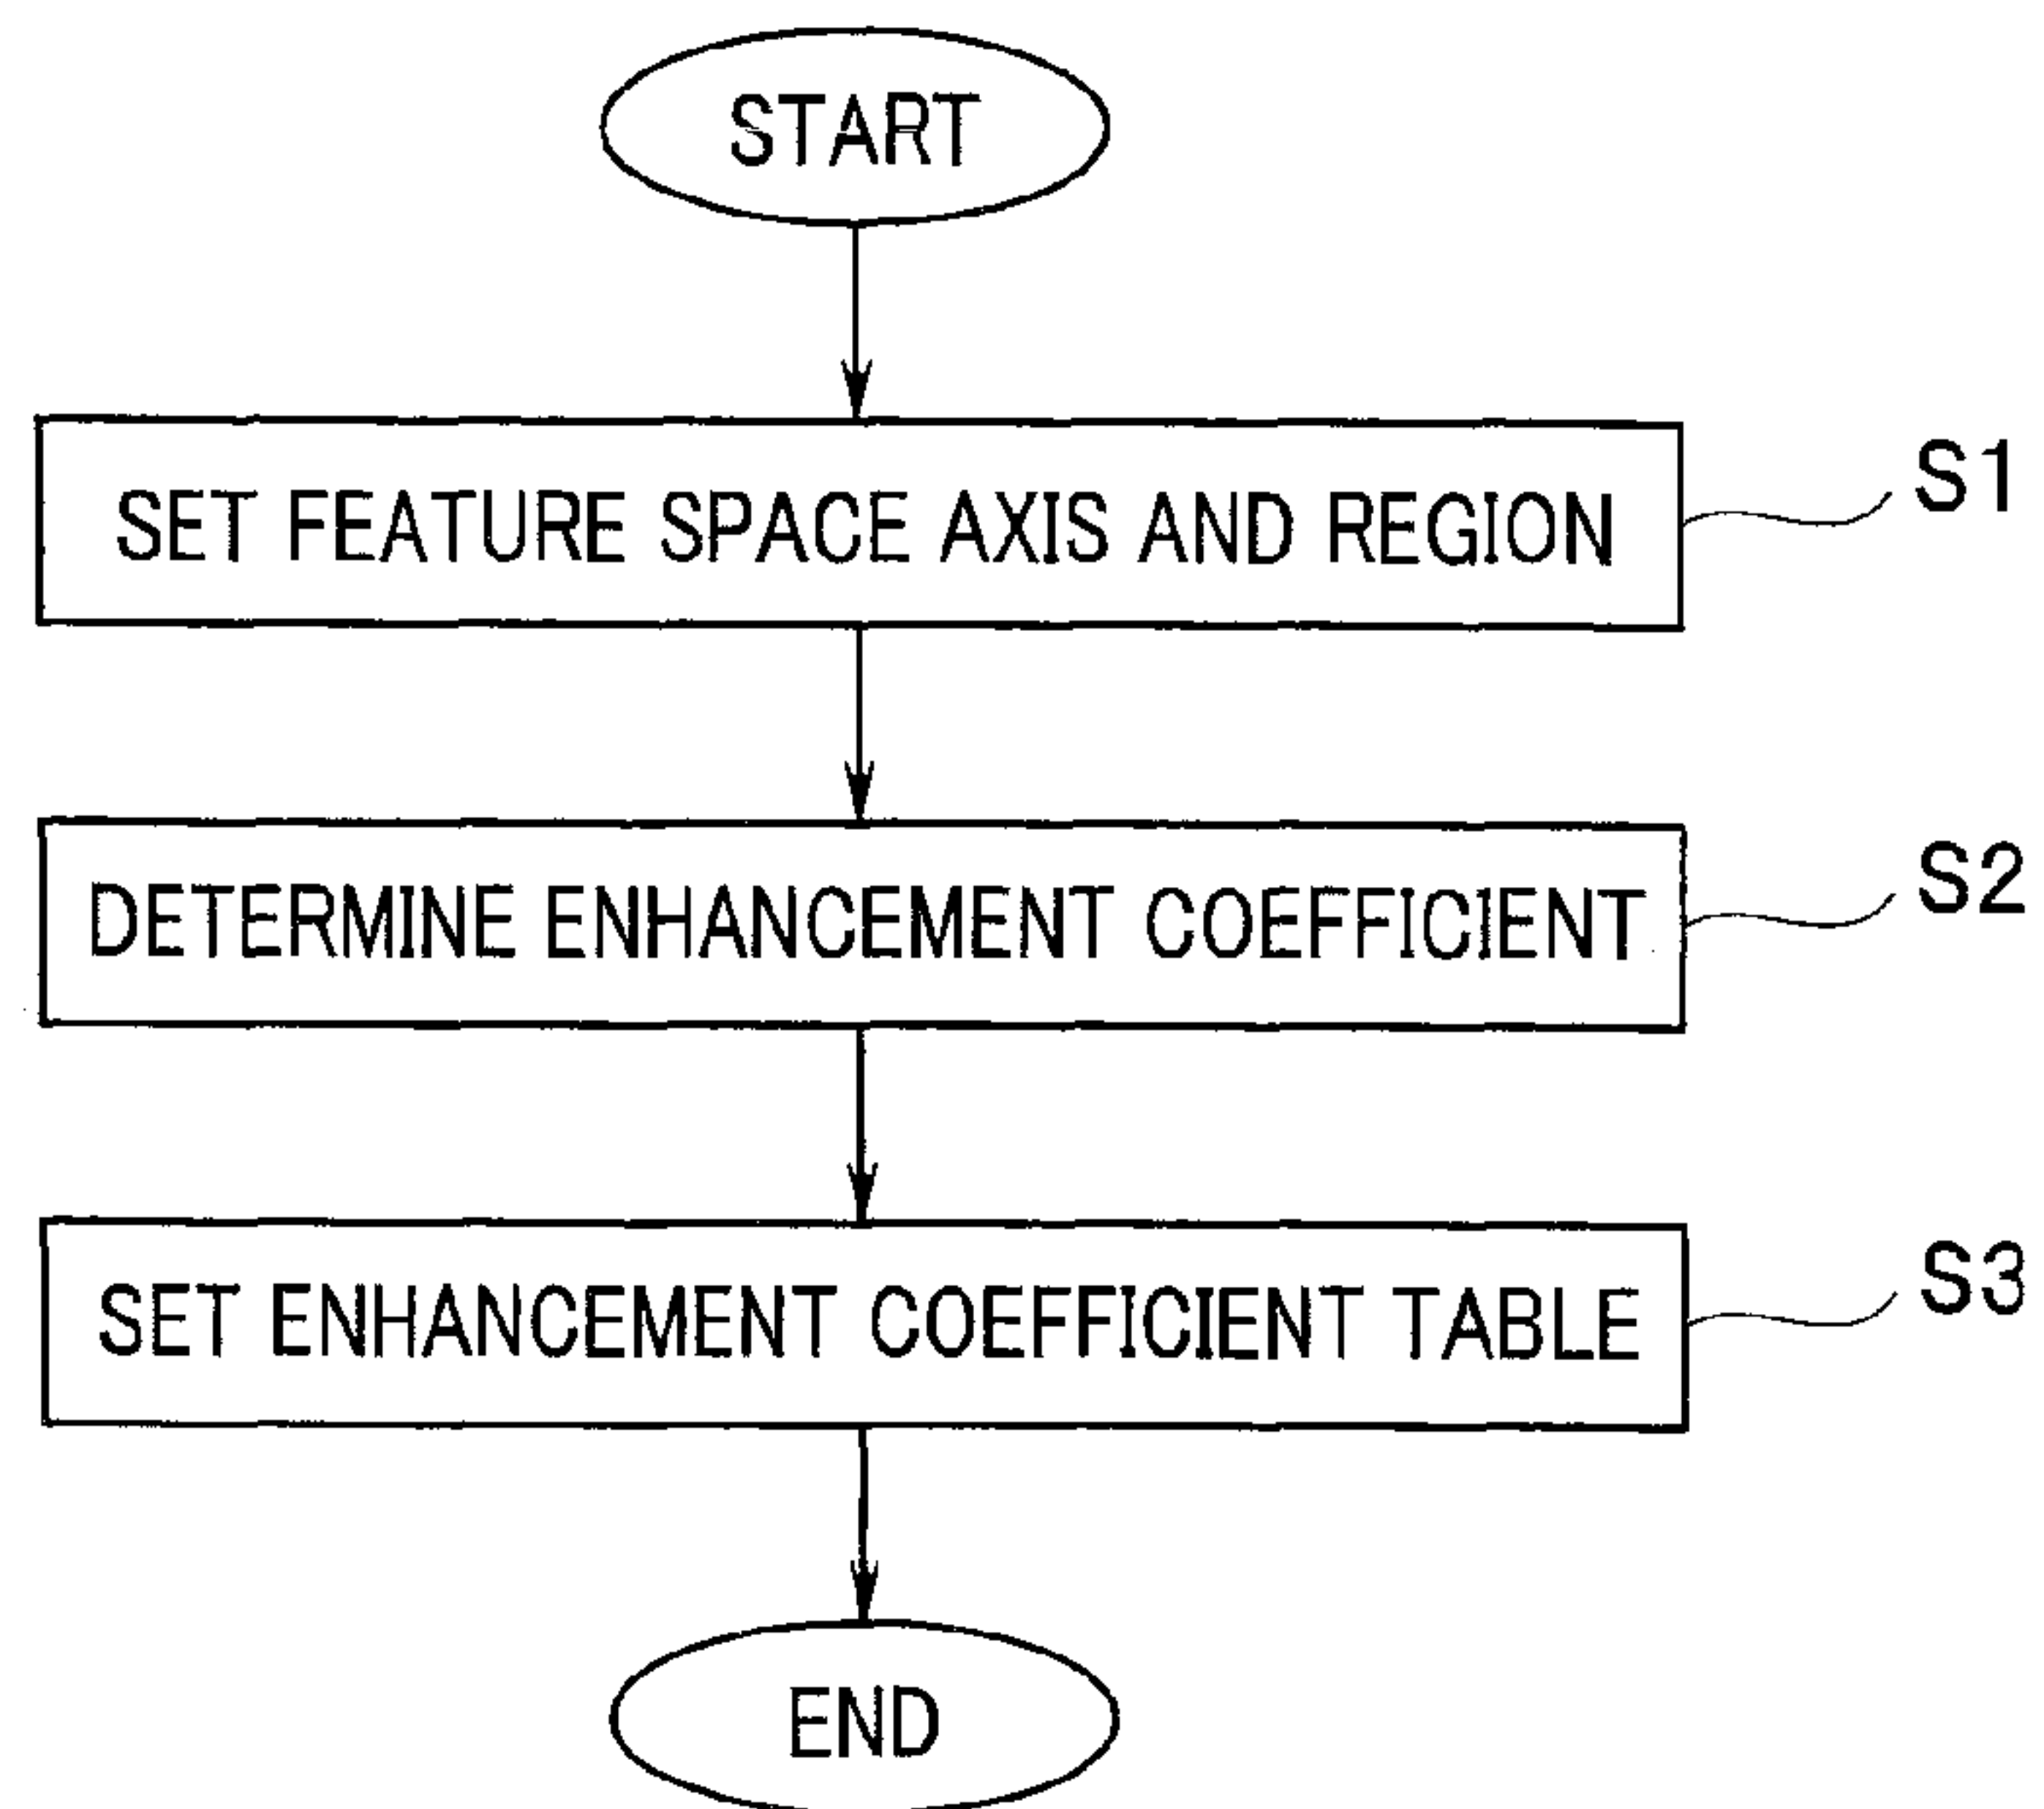 START
SET FEATURE SPACE AXIS AND REGION
S1
DETERMINE ENHANCEMENT COEFFICIENT
S2
SET ENHANCEMENT COEFFICIENT TABLE
S3
END